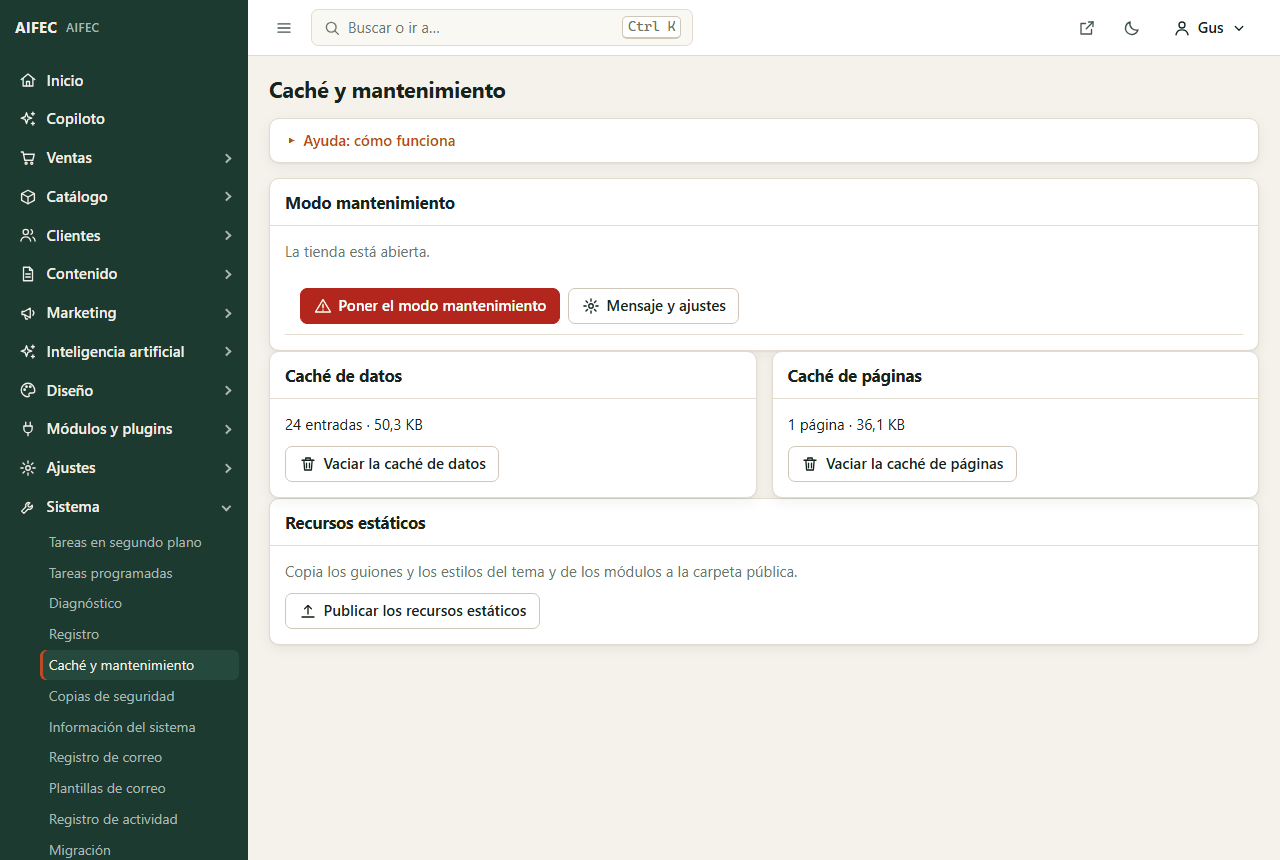 AIFEC AIFEC
Buscar o ir a...
Ctrl K
Gus
Inicio
Copiloto
Ventas
Catálogo
Clientes
Contenido
Marketing
Inteligencia artificial
Diseño
Módulos y plugins
Ajustes
Sistema
Tareas en segundo plano
Tareas programadas
Diagnóstico
Registro
Caché y mantenimiento
Copias de seguridad
Información del sistema
Registro de correo
Plantillas de correo
Registro de actividad
Migración
Caché y mantenimiento
Ayuda: cómo funciona
Modo mantenimiento
La tienda está abierta.
Poner el modo mantenimiento
Mensaje y ajustes
Caché de datos
24 entradas · 50,3 KB
Vaciar la caché de datos
Caché de páginas
1 página · 36,1 KB
Vaciar la caché de páginas
Recursos estáticos
Copia los guiones y los estilos del tema y de los módulos a la carpeta pública.
Publicar los recursos estáticos